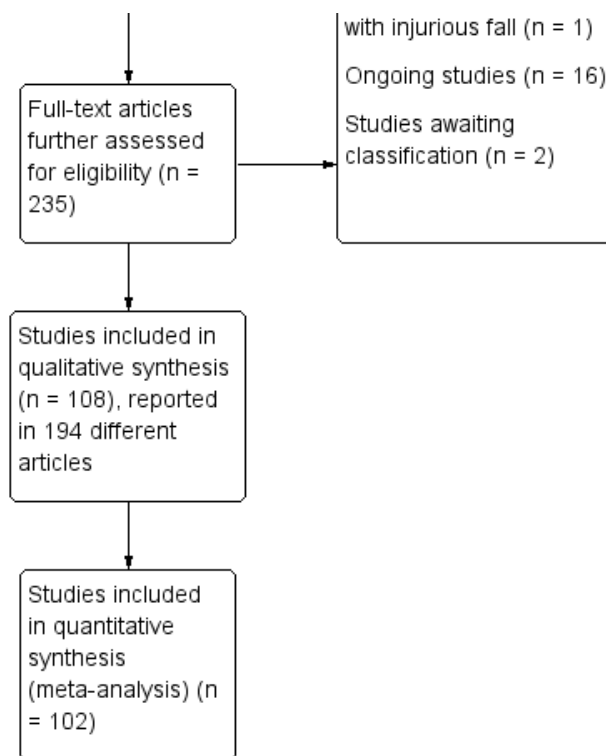 with injurious fall (n = 1)
Ongoing studies (n = 16)
Studies awaiting
classification (n = 2)
Full-text articles
further assessed
for eligibility (n =
235)
Studies included in
qualitative synthesis
(n = 108), reported
in 194 different
articles
Studies included
in quantitative
synthesis
(meta-analysis) (n
= 102)